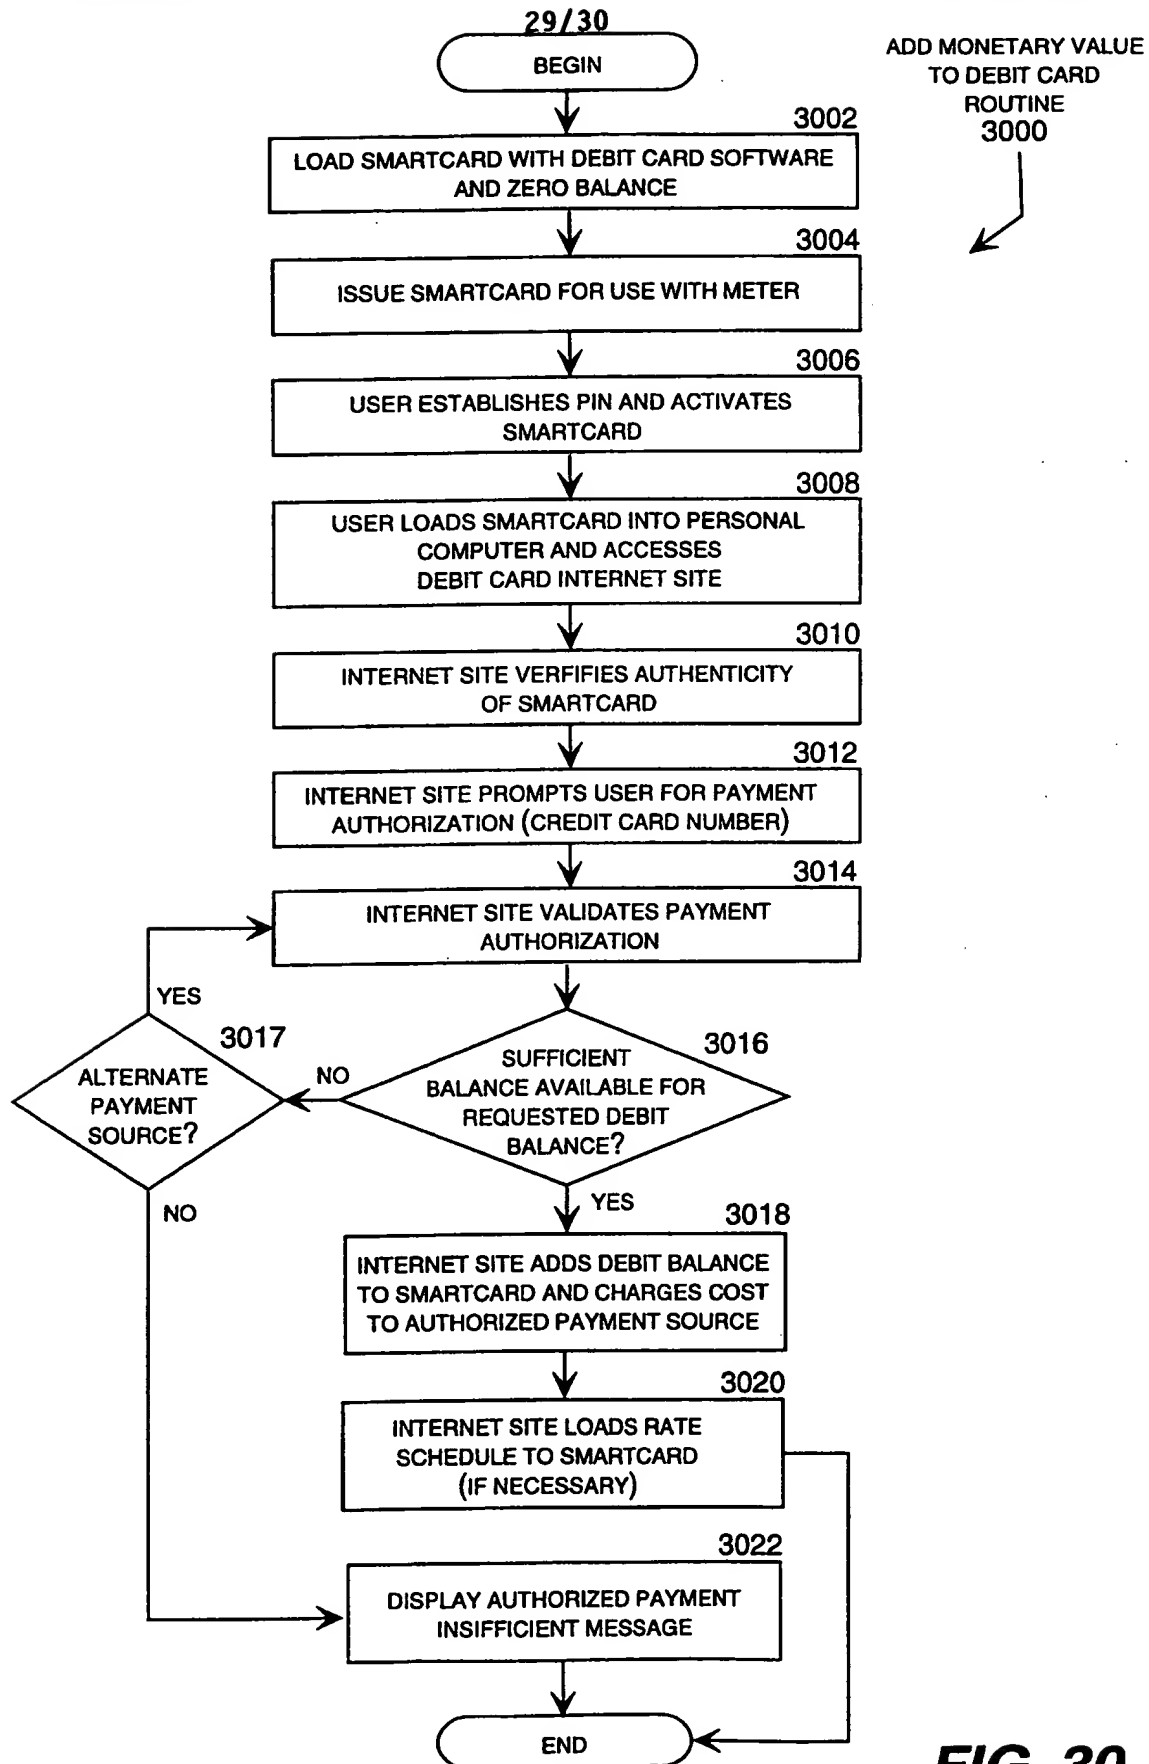 29/30
BEGIN
ADD MONETARY VALUE
TO DEBIT CARD
ROUTINE
3000
3002
LOAD SMARTCARD WITH DEBIT CARD SOFTWARE
AND ZERO BALANCE
3004
ISSUE SMARTCARD FOR USE WITH METER
3006
USER ESTABLISHES PIN AND ACTIVATES
SMARTCARD
3008
USER LOADS SMARTCARD INTO PERSONAL
COMPUTER AND ACCESSES
DEBIT CARD INTERNET SITE
3010
INTERNET SITE VERFIFIES AUTHENTICITY
OF SMARTCARD
3012
INTERNET SITE PROMPTS USER FOR PAYMENT
AUTHORIZATION (CREDIT CARD NUMBER)
3014
INTERNET SITE VALIDATES PAYMENT
AUTHORIZATION
YES
3017
ALTERNATE
PAYMENT
SOURCE?
NO
3016
SUFFICIENT
BALANCE AVAILABLE FOR
REQUESTED DEBIT
BALANCE?
YES
NO
3018
INTERNET SITE ADDS DEBIT BALANCE
TO SMARTCARD AND CHARGES COST
TO AUTHORIZED PAYMENT SOURCE
3020
INTERNET SITE LOADS RATE
SCHEDULE TO SMARTCARD
(IF NECESSARY)
3022
DISPLAY AUTHORIZED PAYMENT
INSIFFICIENT MESSAGE
END
FIG. 30